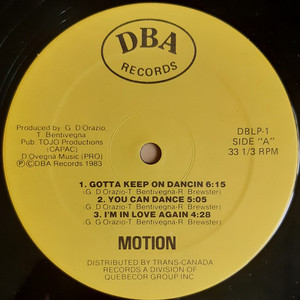 DBA
RECORDS
Produced by G. D'Orazio
T. Bentivegna
Pub. TOJO Productions
(CAPAC)
D'Ovegna Music (PRO)
Ⓟ©DBA Records 1983
DBLP-1
SIDE "A"
33 1/3 RPM
1. GOTTA KEEP ON DANCIN 6:15
(G. D'Orazio-T. Bentivegna-R. Brewster)
2. YOU CAN DANCE 5:05
(G. D'Orazio-T. Bentivegna-R. Brewster)
3. I'M IN LOVE AGAIN 4:28
(G. D'Orazio-T. Bentivegna)
MOTION
DISTRIBUTED BY TRANS-CANADA
RECORDS A DIVISION OF
QUEBECOR GROUP INC